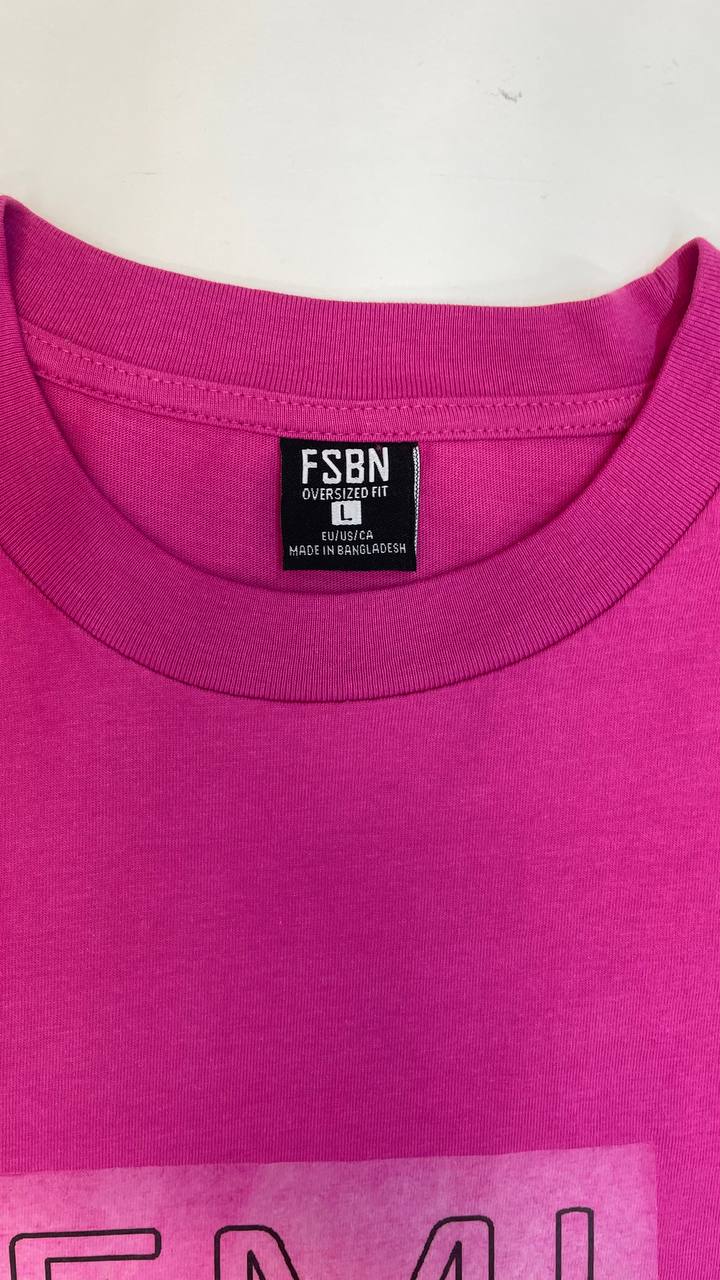 FSBN
OVERSIZED FIT
L
EU/US/CA
MADE IN BANGLADESH